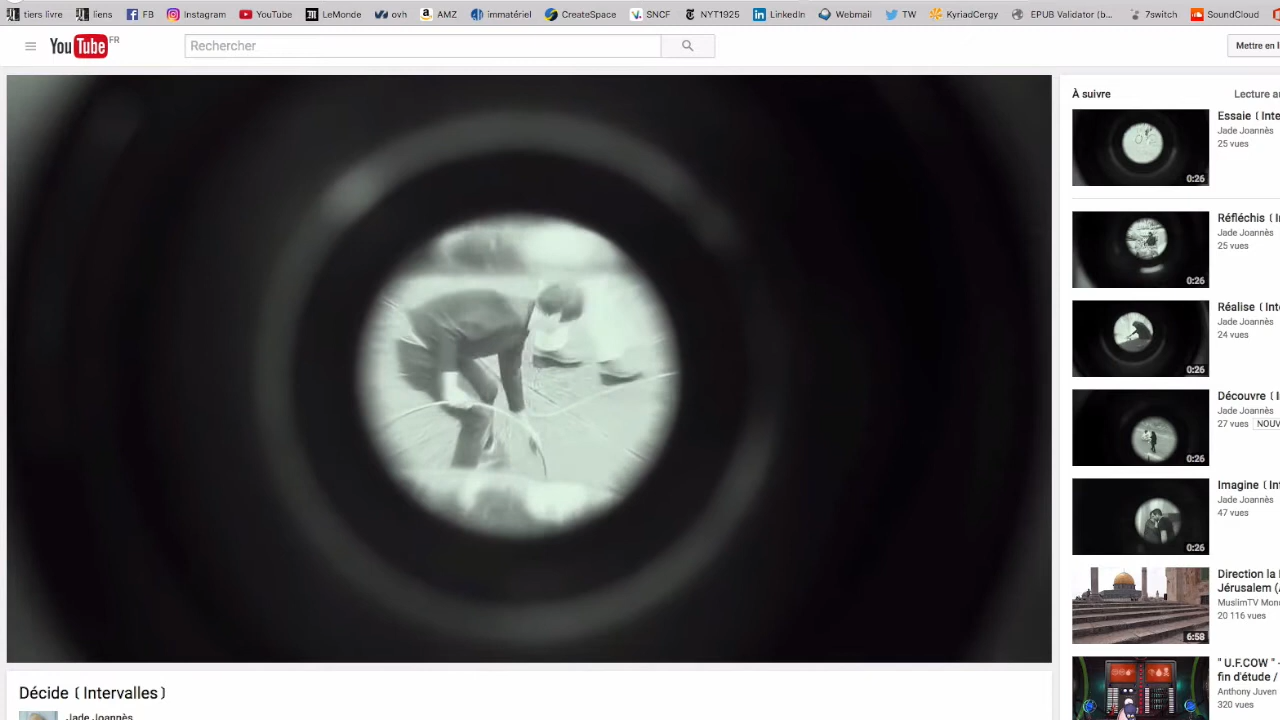 tiers livre liens FB Instagram YouTube LeMonde ovh AMZ immatériel CreateSpace SNCF NYT1925 LinkedIn Webmail TW KyriadCergy EPUB Validator (b... 7switch SoundCloud
YouTube FR
Rechercher
Mettre en l
À suivre
Lecture au
Essaie ( Inte
Jade Joannès
25 vues
0:26
Réfléchis ( I
Jade Joannès
25 vues
0:26
Réalise ( Int
Jade Joannès
24 vues
0:26
Découvre ( I
Jade Joannès
27 vues NOUV
0:26
Imagine ( Int
Jade Joannès
47 vues
0:26
Direction la
Jérusalem (
MuslimTV Mon
20 116 vues
6:58
" U.F.COW " -
fin d'étude /
Anthony Juven
320 vues
Décide ( Intervalles )
Jade Joannès